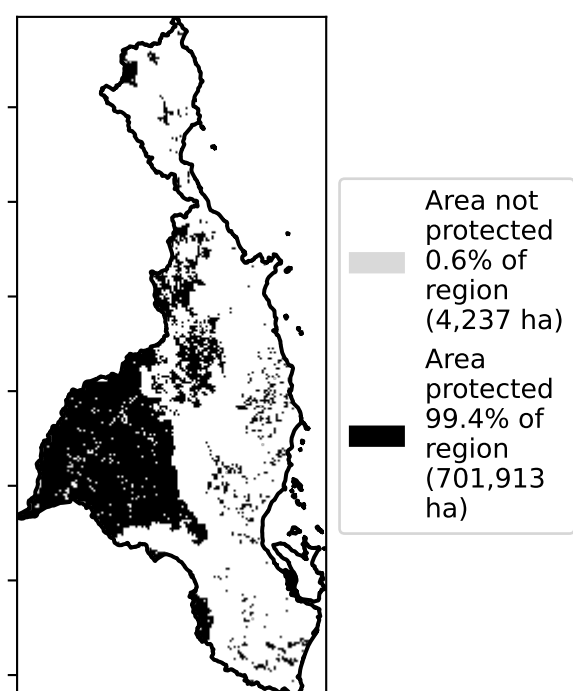 Area not
protected
0.6% of
region
(4,237 ha)
Area
protected
99.4% of
region
(701,913
ha)